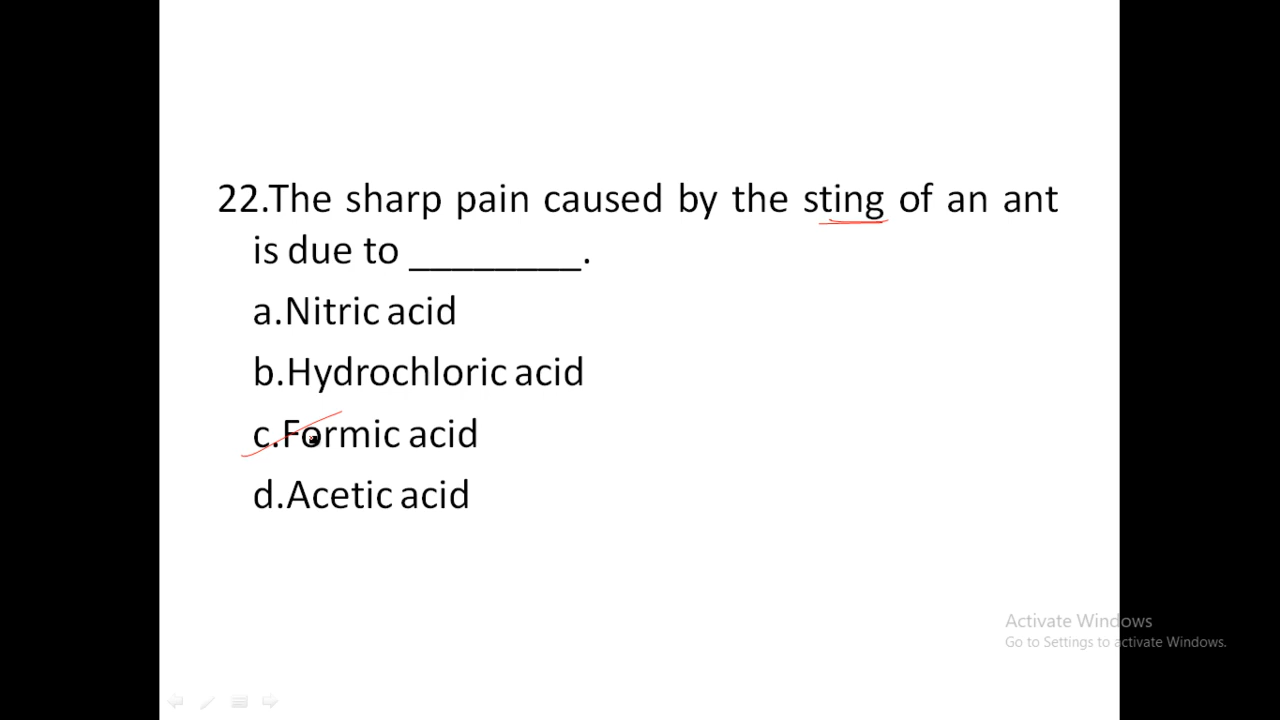 22.The sharp pain caused by the sting of an ant
is due to ________.
a.Nitric acid
b.Hydrochloric acid
c.Formic acid
d.Acetic acid
Activate Windows
Go to Settings to activate Windows.